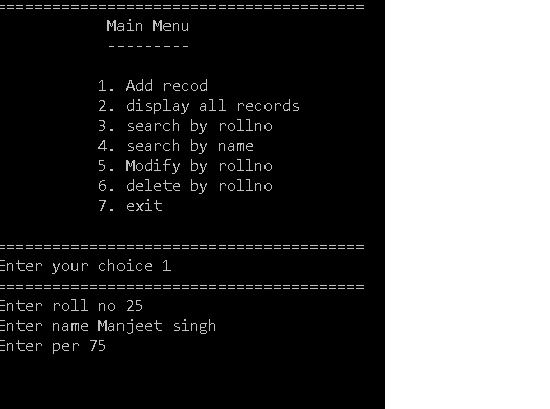 ========================================
Main Menu
---------
1. Add recod
2. display all records
3. search by rollno
4. search by name
5. Modify by rollno
6. delete by rollno
7. exit
========================================
Enter your choice 1
========================================
Enter roll no 25
Enter name Manjeet singh
Enter per 75